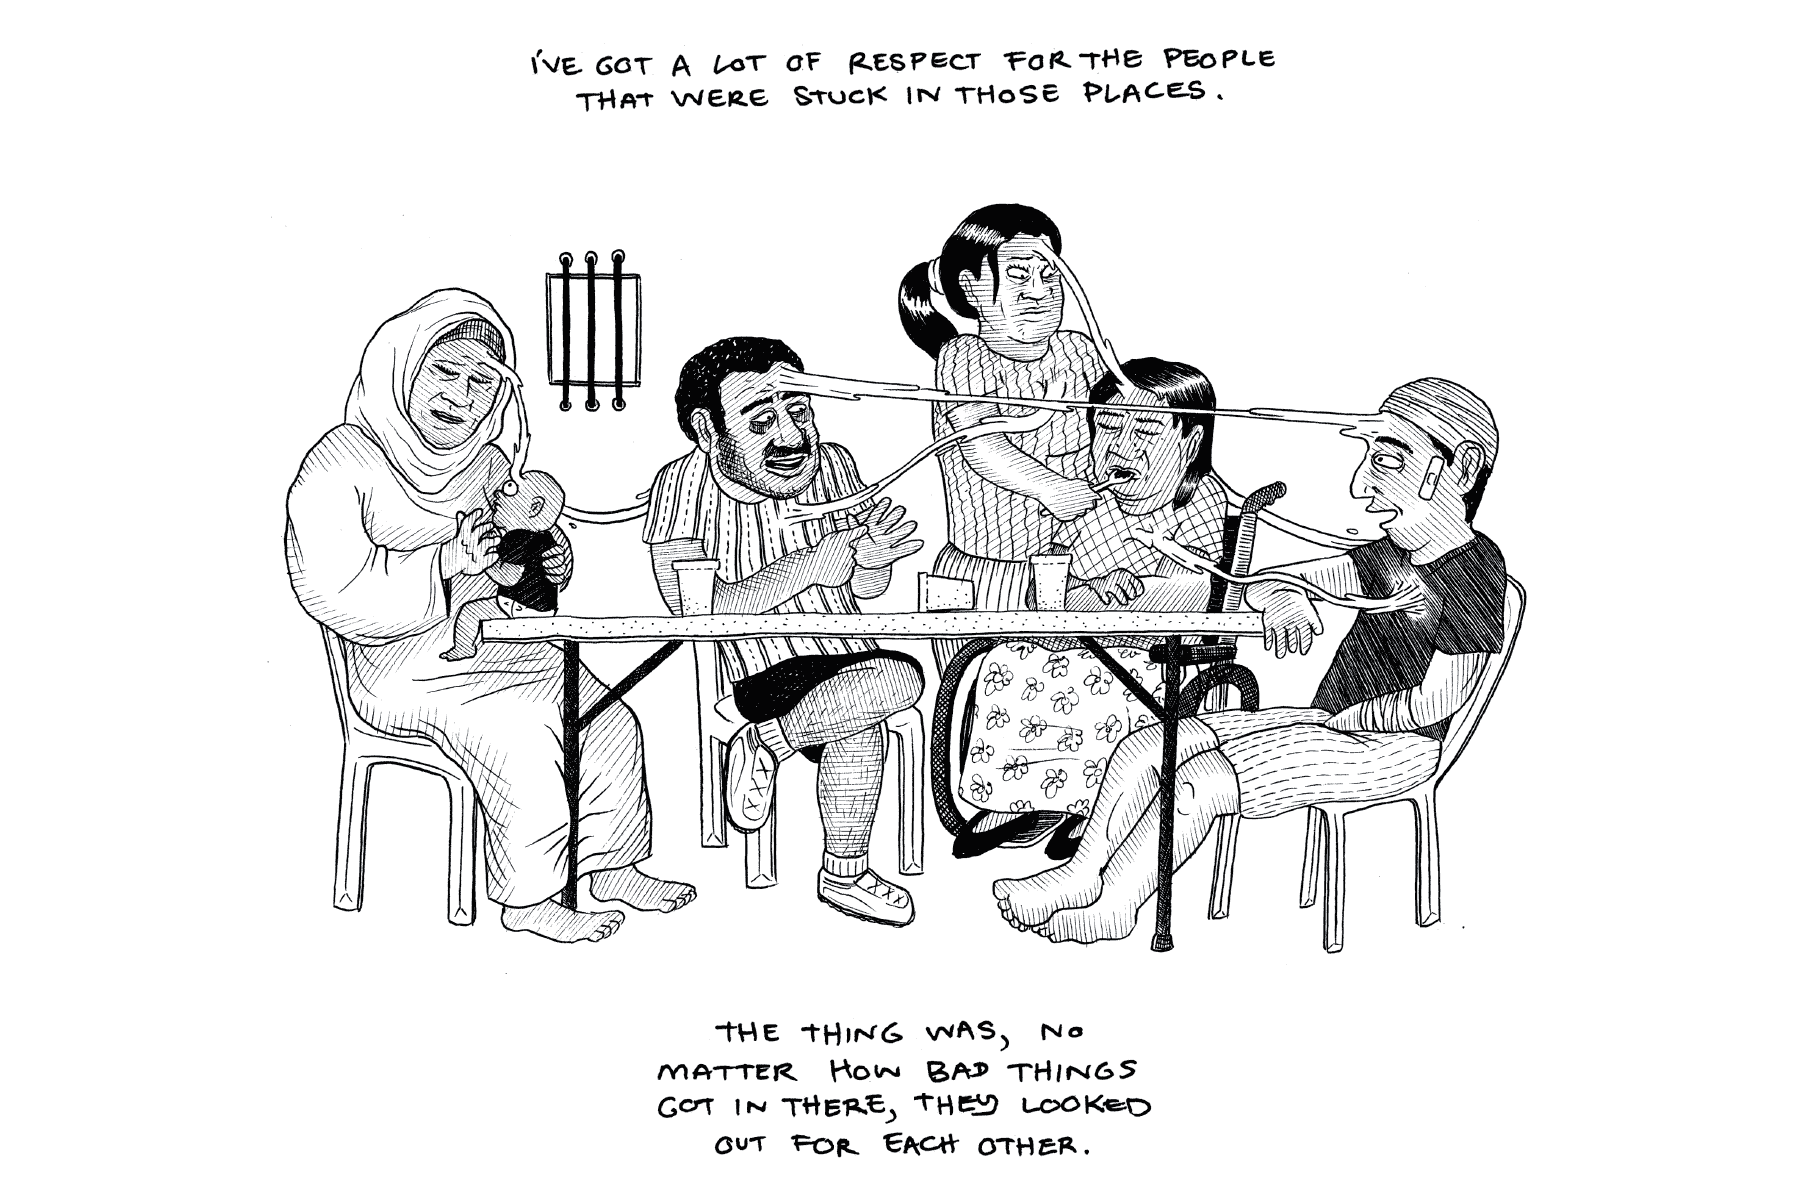 I'VE GOT A LOT OF RESPECT FOR THE PEOPLE
THAT WERE STUCK IN THOSE PLACES.
THE THING WAS, NO
MATTER HOW BAD THINGS
GOT IN THERE, THEY LOOKED
OUT FOR EACH OTHER.